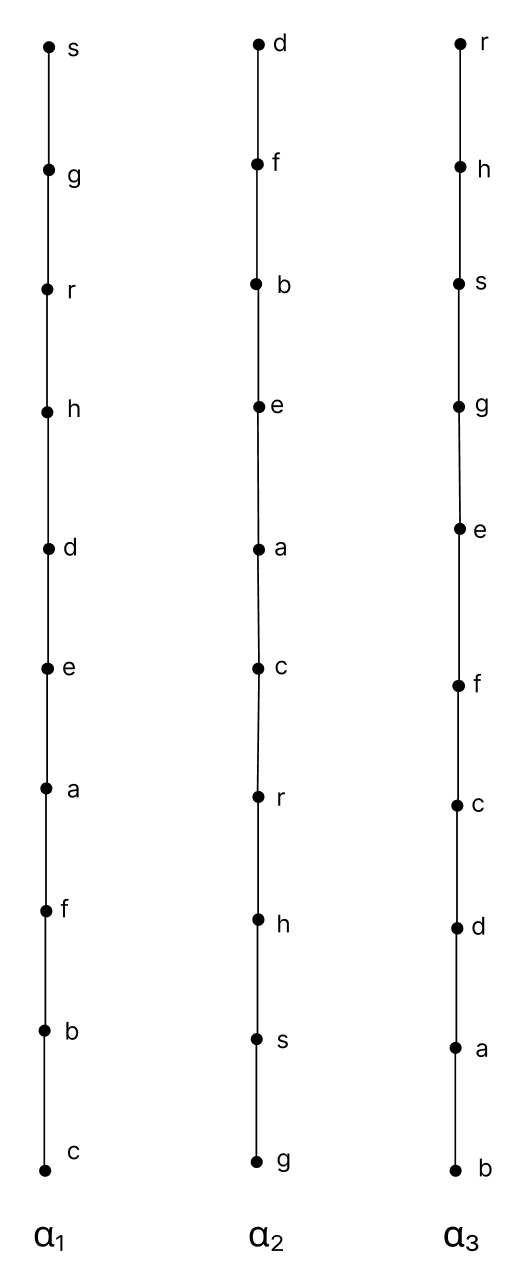 s d r
g f h
r b s
h e g
d a e
e c f
a r c
f h d
b s a
c g b
α₁ α₂ α₃